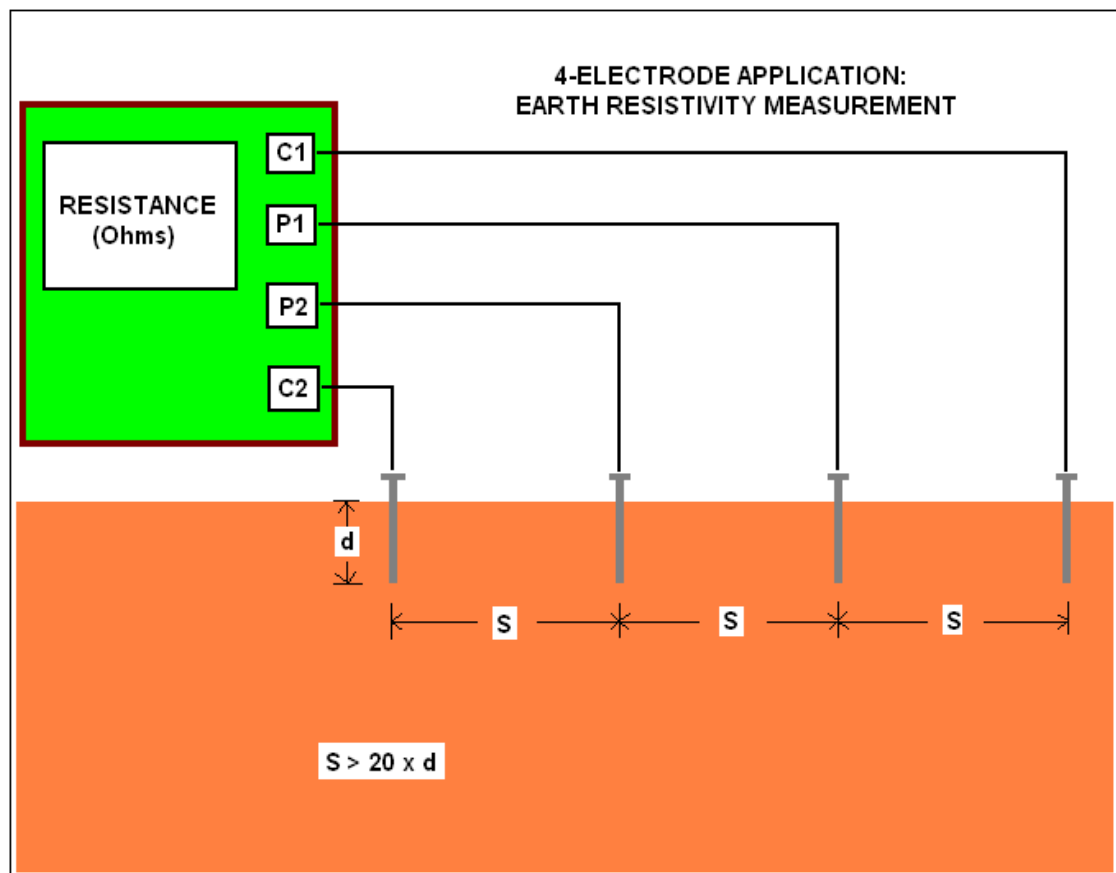 4-ELECTRODE APPLICATION:
EARTH RESISTIVITY MEASUREMENT
RESISTANCE
(Ohms)
C1
P1
P2
C2
d
S
S
S
S > 20 x d